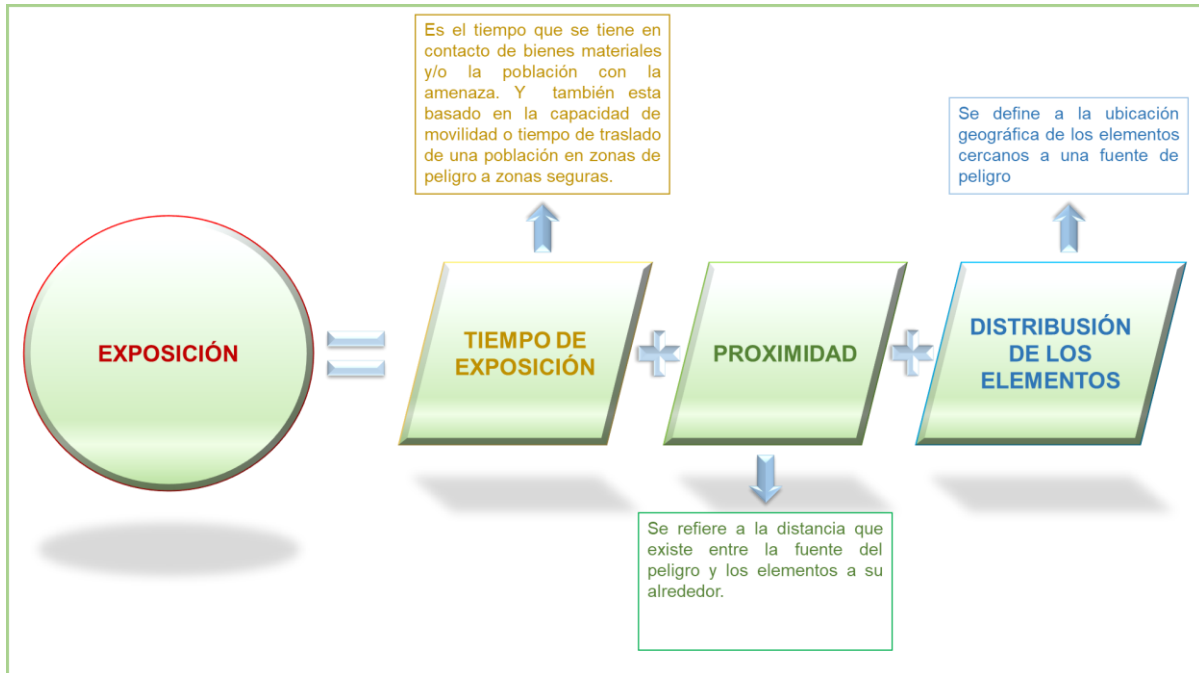 Es el tiempo que se tiene en
contacto de bienes materiales
y/o la población con la
amenaza. Y también esta
basado en la capacidad de
movilidad o tiempo de traslado
de una población en zonas de
peligro a zonas seguras.
Se define a la ubicación
geográfica de los elementos
cercanos a una fuente de
peligro
EXPOSICIÓN
TIEMPO DE
EXPOSICIÓN
PROXIMIDAD
DISTRIBUSIÓN
DE LOS
ELEMENTOS
Se refiere a la distancia que
existe entre la fuente del
peligro y los elementos a su
alrededor.